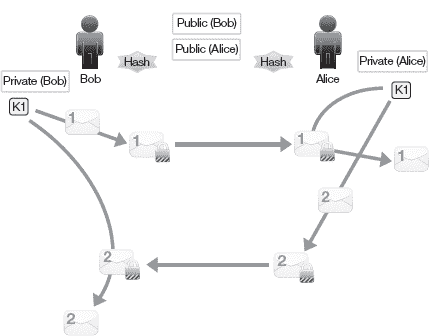 Public (Bob)
Public (Alice)
Hash
Hash
Bob
Alice
Private (Bob)
Private (Alice)
K1
K1
1
1
1
1
2
2
2
2